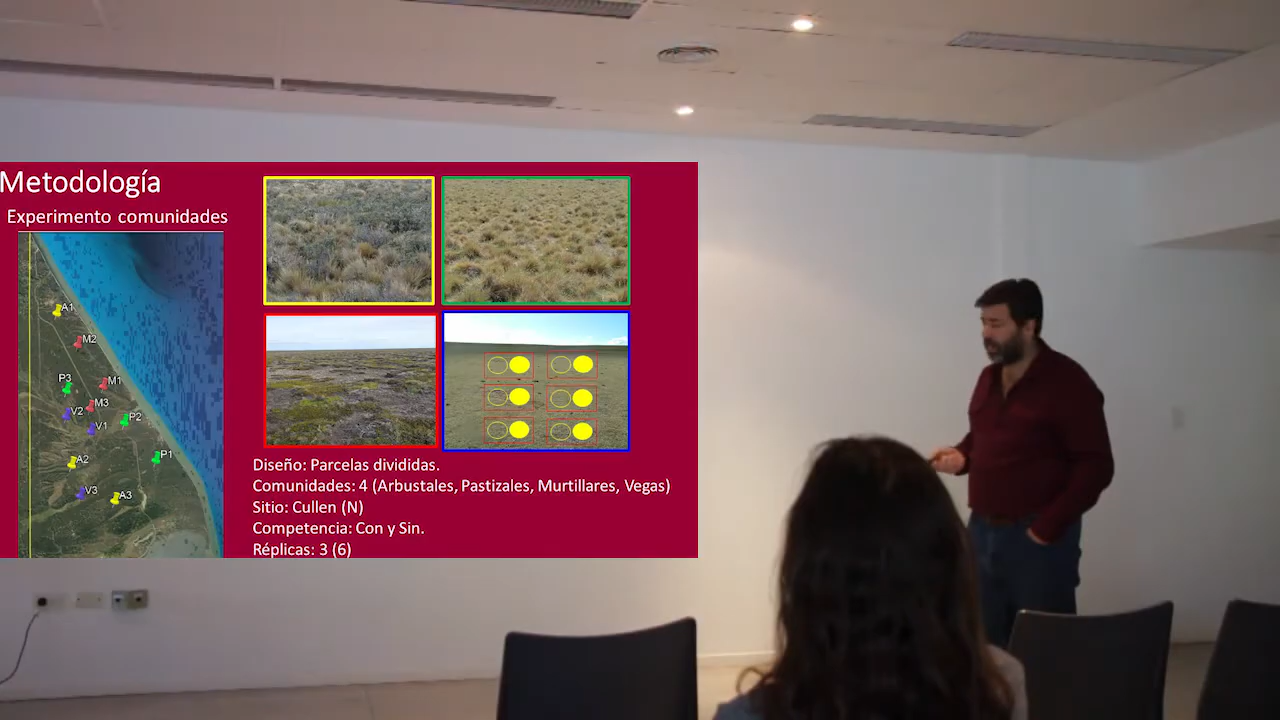 Metodología
Experimento comunidades
A1
M2
M1
P3
M3
V2
P2
V1
A2
P1
V3
A3
Diseño: Parcelas divididas.
Comunidades: 4 (Arbustales, Pastizales, Murtillares, Vegas)
Sitio: Cullen (N)
Competencia: Con y Sin.
Réplicas: 3 (6)